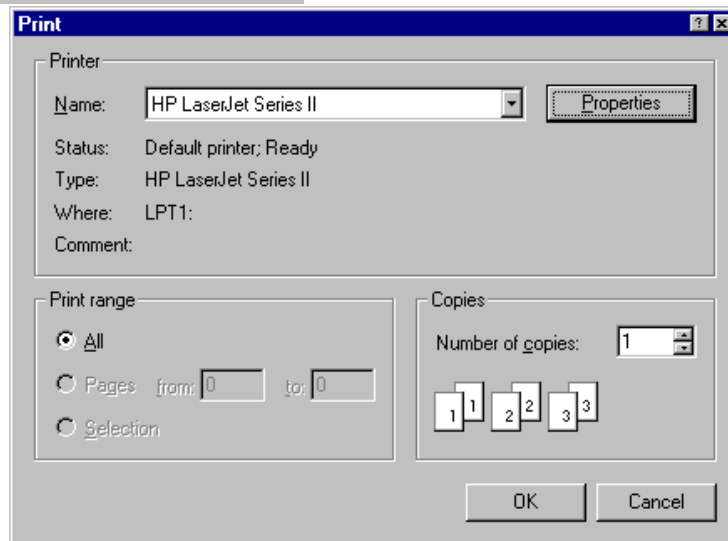 Print
Printer
Name: HP LaserJet Series II Properties
Status: Default printer; Ready
Type: HP LaserJet Series II
Where: LPT1:
Comment:
Print range
All
Pages from: 0 to: 0
Selection
Copies
Number of copies: 1
1 1 2 2 3 3
OK Cancel